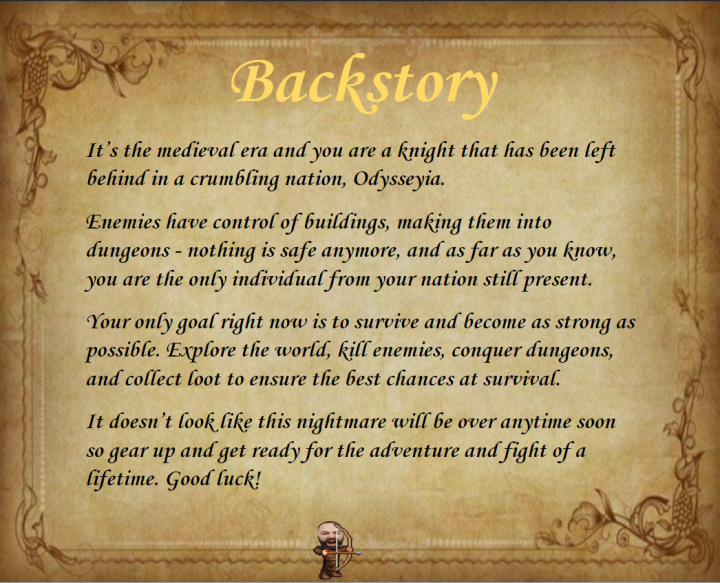 Backstory
It's the medieval era and you are a knight that has been left
behind in a crumbling nation, Odysseyia.
Enemies have control of buildings, making them into
dungeons - nothing is safe anymore, and as far as you know,
you are the only individual from your nation still present.
Your only goal right now is to survive and become as strong as
possible. Explore the world, kill enemies, conquer dungeons,
and collect loot to ensure the best chances at survival.
It doesn't look like this nightmare will be over anytime soon
so gear up and get ready for the adventure and fight of a
lifetime. Good luck!